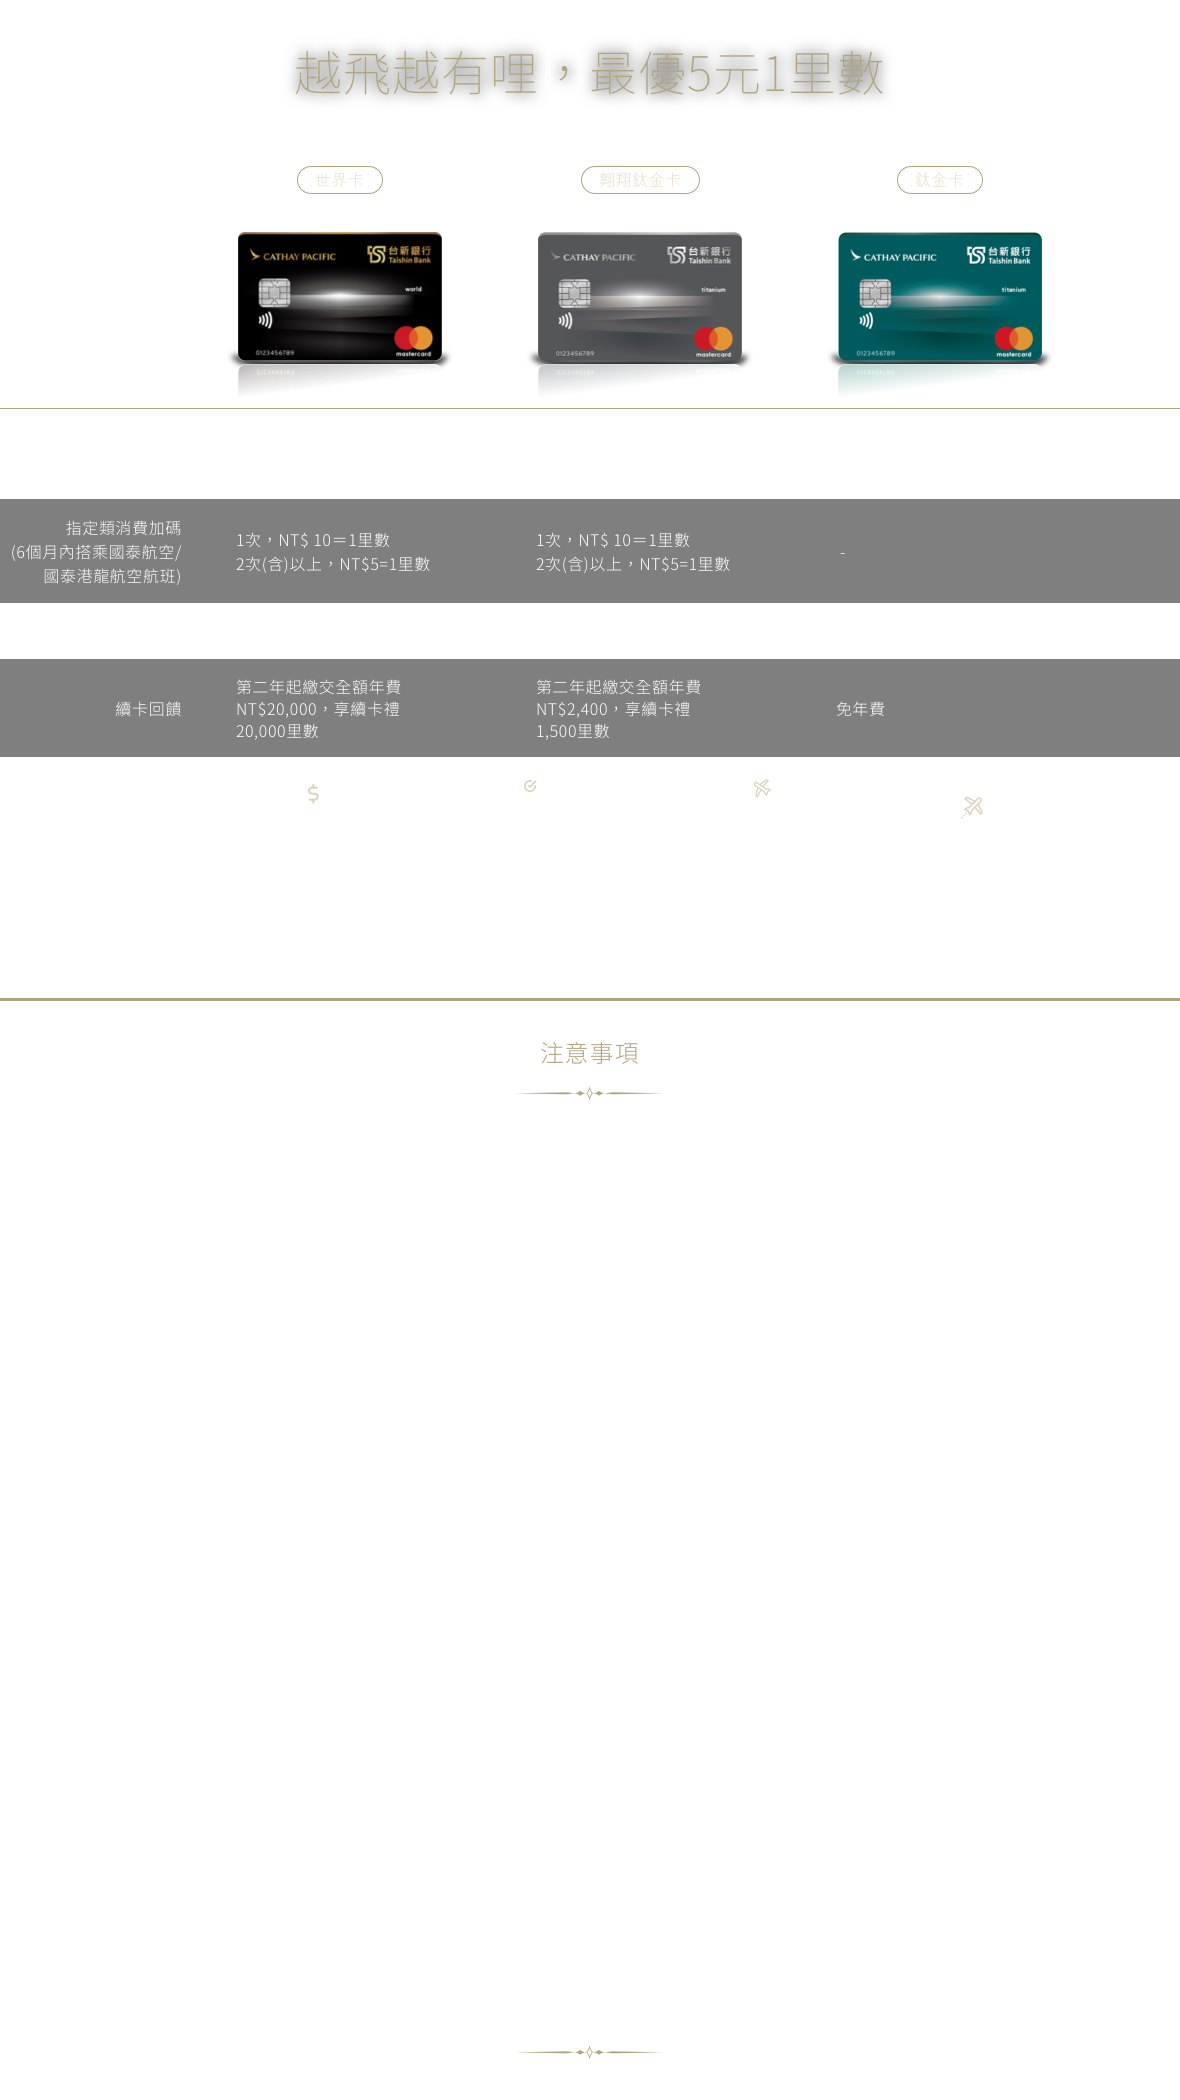 越飛越有哩，最優5元1里數
世界卡
翱翔鈦金卡
鈦金卡
CATHAY PACIFIC
台新銀行
Taishin Bank
world
0123456789
mastercard
CATHAY PACIFIC
台新銀行
Taishin Bank
titanium
0123456789
mastercard
CATHAY PACIFIC
台新銀行
Taishin Bank
titanium
0123456789
mastercard
指定類消費加碼
(6個月內搭乘國泰航空/
國泰港龍航空航班)
1次，NT$ 10＝1里數
2次(含)以上，NT$5=1里數
1次，NT$ 10＝1里數
2次(含)以上，NT$5=1里數
-
續卡回饋
第二年起繳交全額年費
NT$20,000，享續卡禮
20,000里數
第二年起繳交全額年費
NT$2,400，享續卡禮
1,500里數
免年費
注意事項